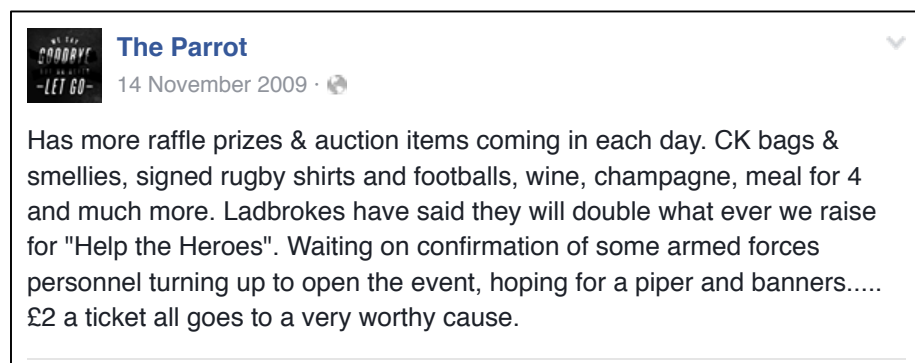 WE SAY
GOODBYE
BUT WE NEVER
-LET GO-
The Parrot
14 November 2009 ·
Has more raffle prizes & auction items coming in each day. CK bags &
smellies, signed rugby shirts and footballs, wine, champagne, meal for 4
and much more. Ladbrokes have said they will double what ever we raise
for "Help the Heroes". Waiting on confirmation of some armed forces
personnel turning up to open the event, hoping for a piper and banners.....
£2 a ticket all goes to a very worthy cause.